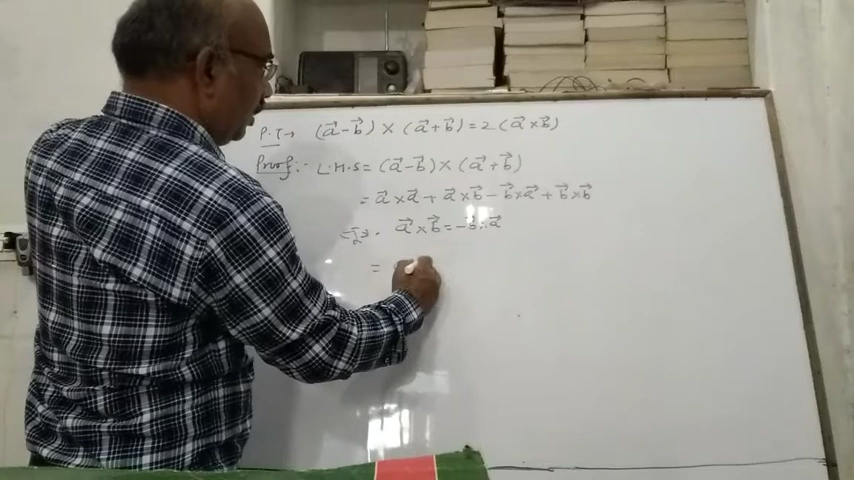 P.T→ (a⃗-b⃗)×(a⃗+b⃗)=2(a⃗×b⃗)
Proof:- L.H.S=(a⃗-b⃗)×(a⃗+b⃗)
=a⃗×a⃗+a⃗×b⃗-b⃗×a⃗+b⃗×b⃗
a⃗×b⃗=-b⃗×a⃗
=